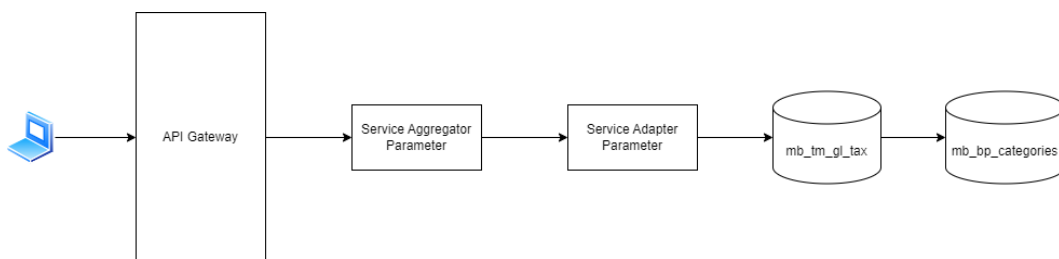 API Gateway
Service Aggregator
Parameter
Service Adapter
Parameter
mb_tm_gl_tax
mb_bp_categories